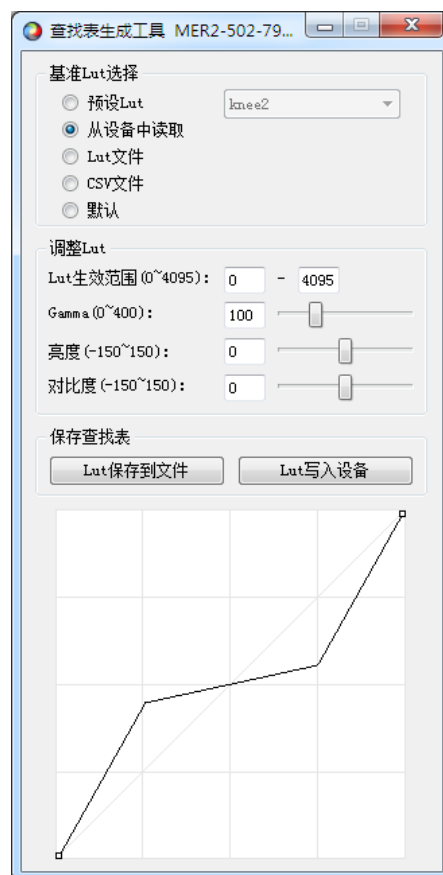 查找表生成工具 MER2-502-79...
基准Lut选择
预设Lut knee2
从设备中读取
Lut文件
CSV文件
默认
调整Lut
Lut生效范围(0~4095): 0 - 4095
Gamma(0~400): 100
亮度(-150~150): 0
对比度(-150~150): 0
保存查找表
Lut保存到文件 Lut写入设备